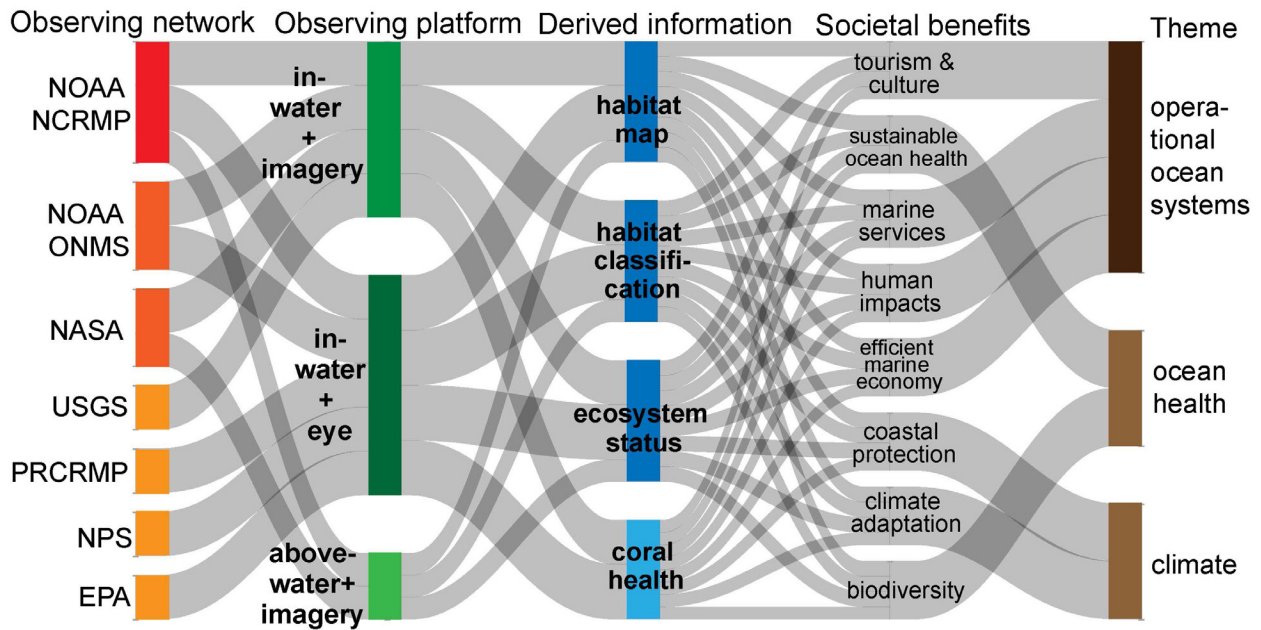 Observing network
Observing platform
Derived information
Societal benefits
Theme
NOAA
NCRMP
NOAA
ONMS
NASA
USGS
PRCRMP
NPS
EPA
in-
water
+
imagery
in-
water
+
eye
above-
water+
imagery
habitat
map
habitat
classifi-
cation
ecosystem
status
coral
health
tourism &
culture
sustainable
ocean health
marine
services
human
impacts
efficient
marine
economy
coastal
protection
climate
adaptation
biodiversity
opera-
tional
ocean
systems
ocean
health
climate